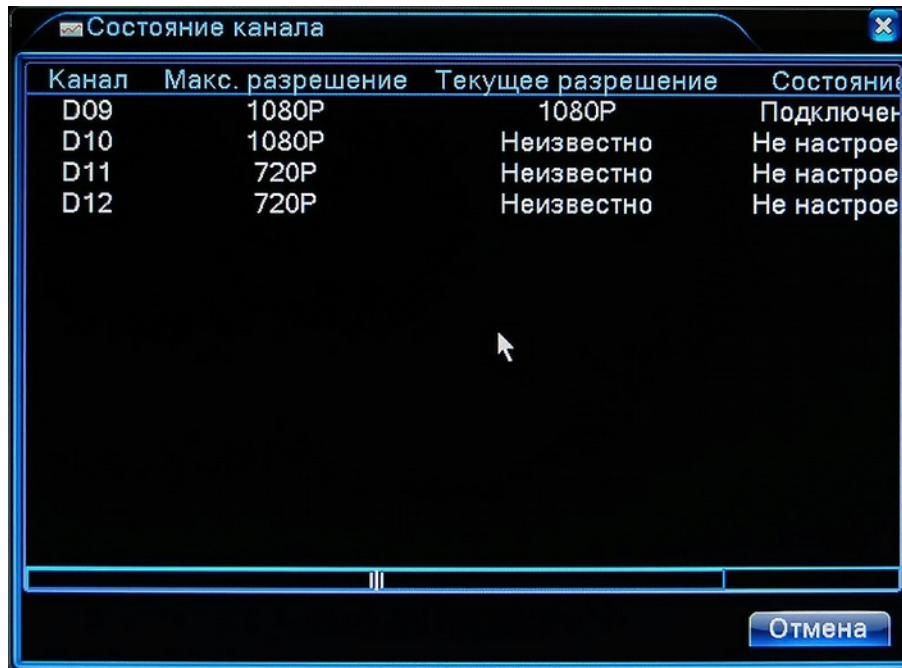 Состояние канала
Канал Макс. разрешение Текущее разрешение Состояние
D09 1080P 1080P Подключен
D10 1080P Неизвестно Не настрое
D11 720P Неизвестно Не настрое
D12 720P Неизвестно Не настрое
Отмена